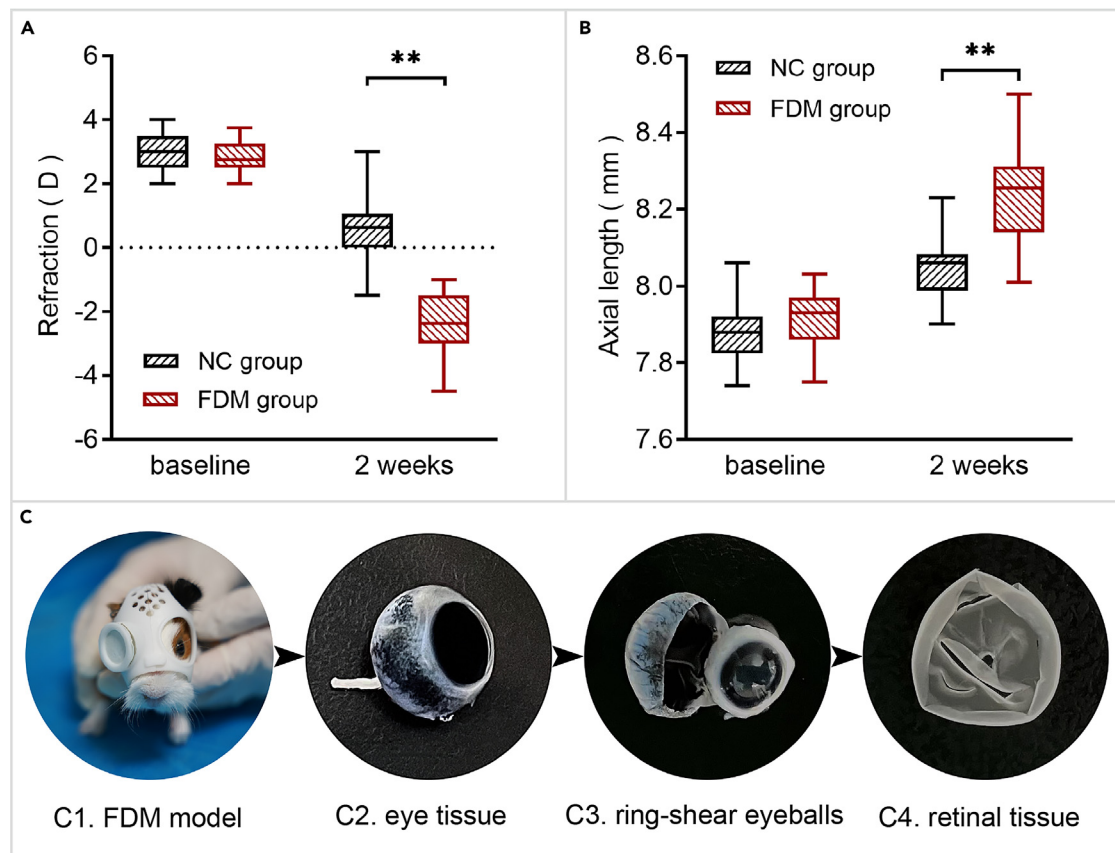 A
6
4
2
0
-2
-4
-6
Refraction ( D )
**
NC group
FDM group
baseline
2 weeks
B
8.6
8.4
8.2
8.0
7.8
7.6
Axial length ( mm )
NC group
FDM group
**
baseline
2 weeks
C
C1. FDM model
C2. eye tissue
C3. ring-shear eyeballs
C4. retinal tissue